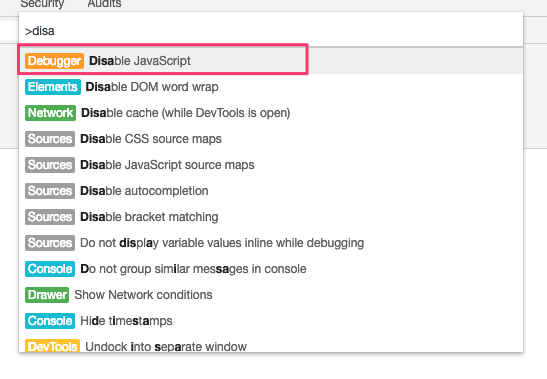 Security Audits
>disa
Debugger Disable JavaScript
Elements Disable DOM word wrap
Network Disable cache (while DevTools is open)
Sources Disable CSS source maps
Sources Disable JavaScript source maps
Sources Disable autocompletion
Sources Disable bracket matching
Sources Do not display variable values inline while debugging
Console Do not group similar messages in console
Drawer Show Network conditions
Console Hide timestamps
DevTools Undock into separate window